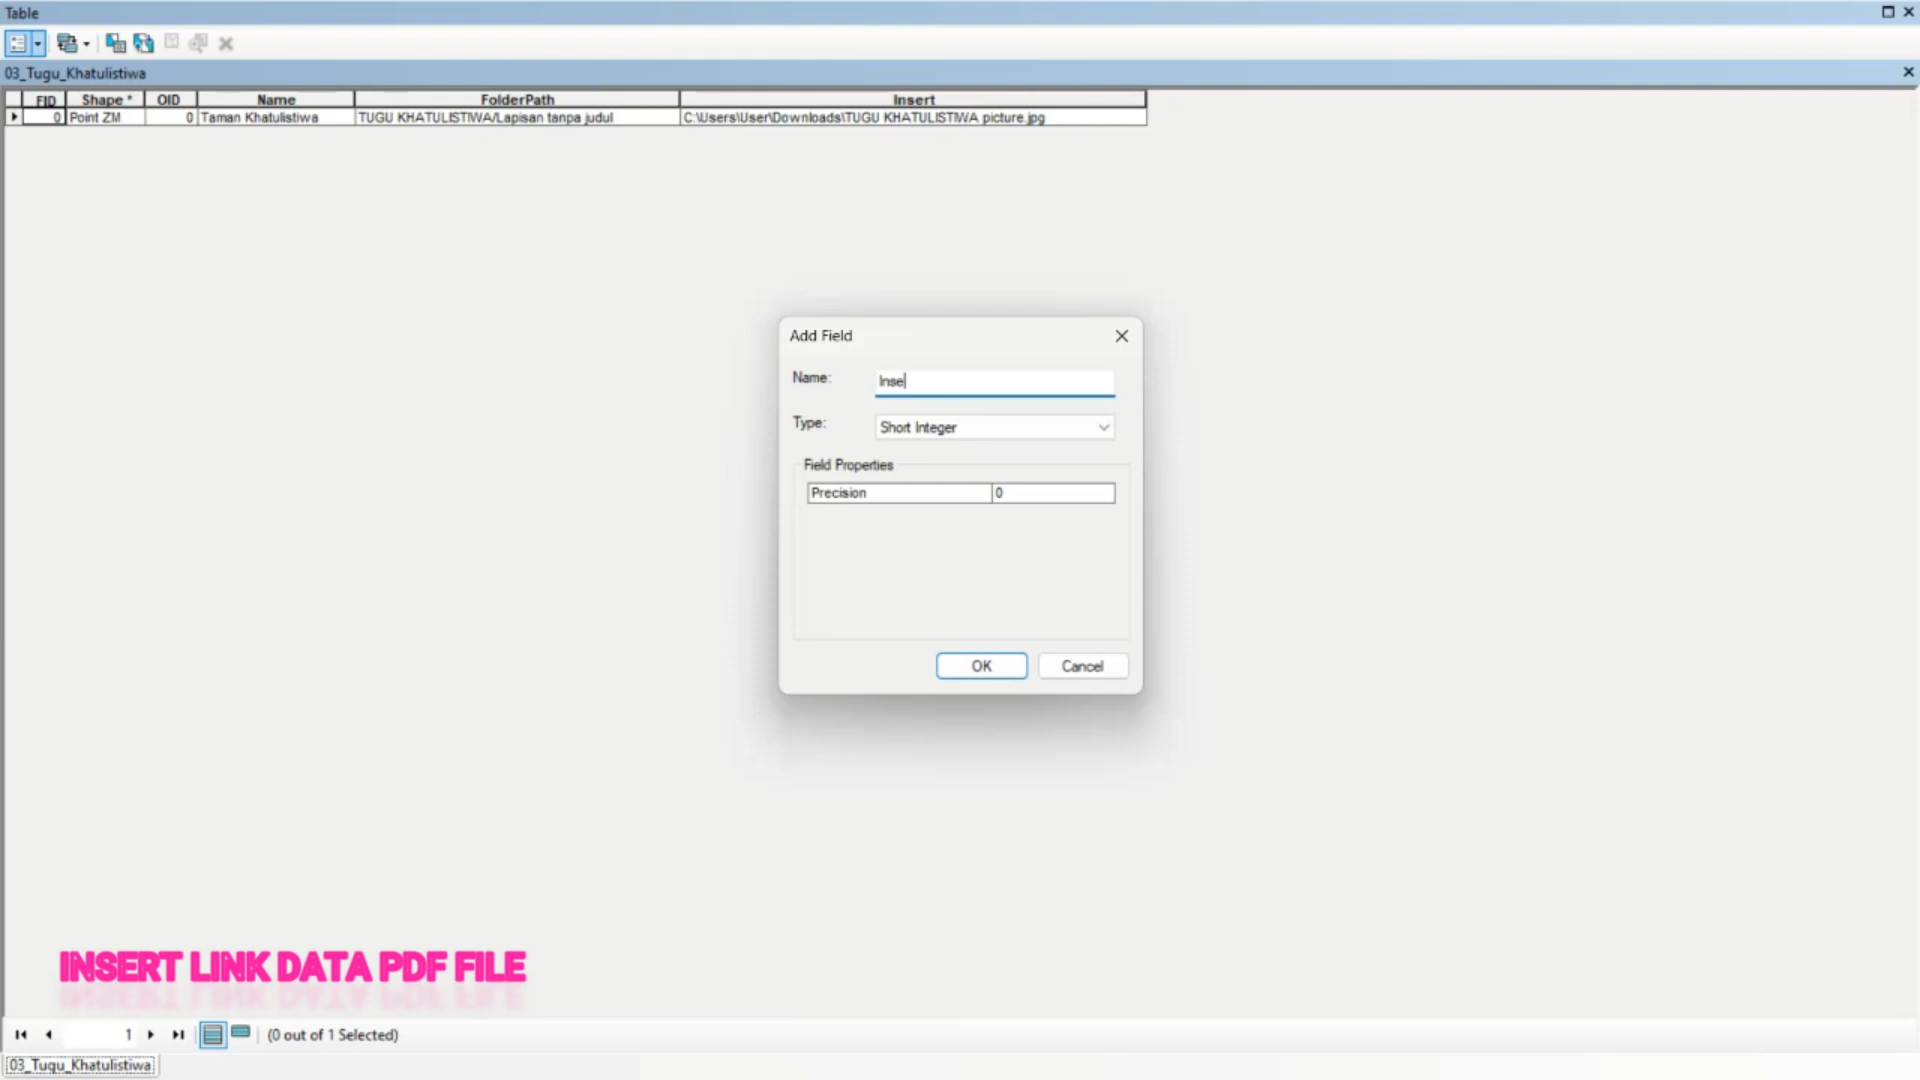 Table
03_Tugu_Khatulistiwa
FID Shape * OID Name FolderPath Insert
0 Point ZM 0 Taman Khatulistiwa TUGU KHATULISTIWA/Lapisan tanpa judul C:\Users\User\Downloads\TUGU KHATULISTIWA picture.jpg
Add Field
Name: Inse
Type: Short Integer
Field Properties
Precision 0
OK Cancel
INSERT LINK DATA PDF FILE
1 (0 out of 1 Selected)
03_Tugu_Khatulistiwa